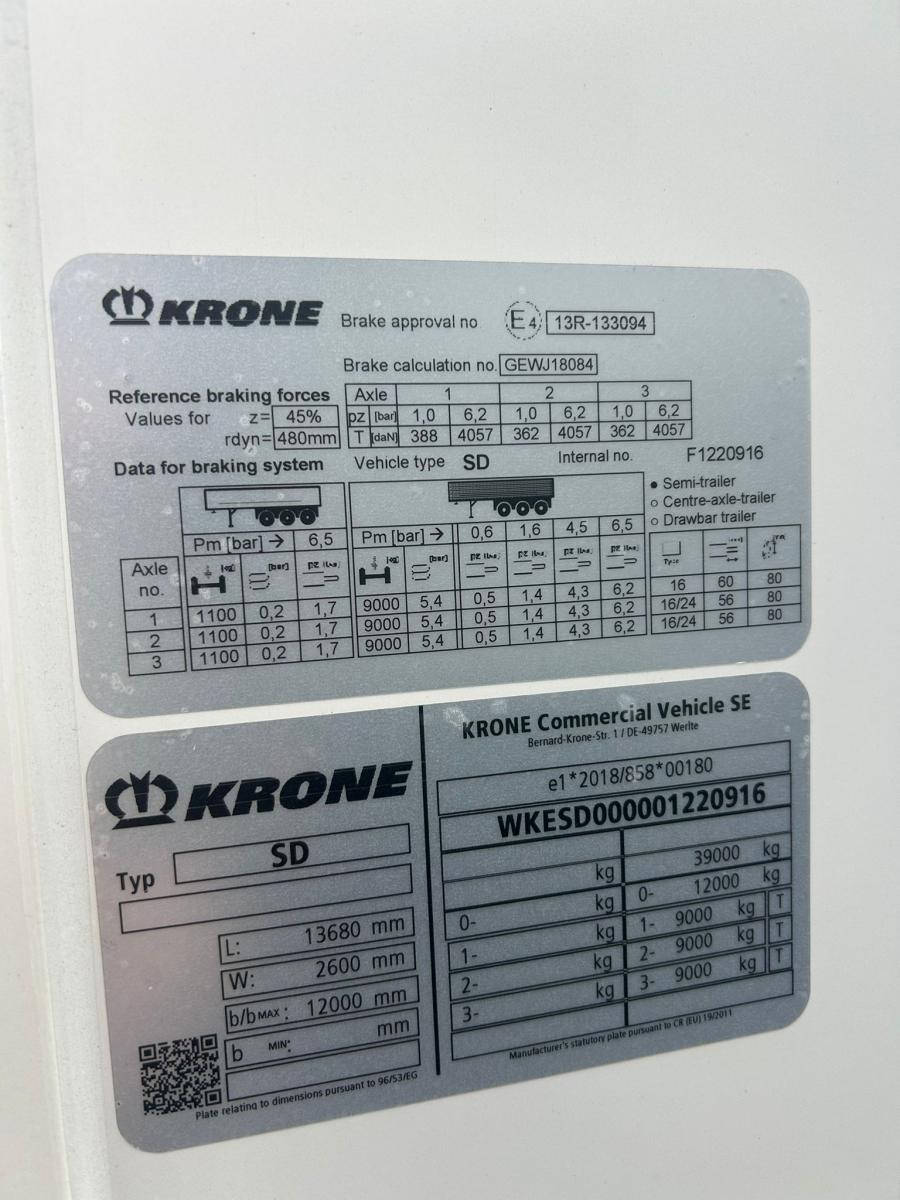 KRONE
Brake approval no E4 13R-133094
Brake calculation no. GEWJ18084
Reference braking forces
Values for z= 45%
rdyn= 480mm
Axle 1 2 3
pz [bar] 1,0 6,2 1,0 6,2 1,0 6,2
T [daN] 388 4057 362 4057 362 4057
Data for braking system Vehicle type SD Internal no. F1220916
• Semi-trailer
○ Centre-axle-trailer
○ Drawbar trailer
Pm [bar] → 6,5 Pm [bar] → 0,6 1,6 4,5 6,5
Axle no. [bar] pz [bar] pz pz pz Type
1 1100 0,2 1,7 9000 5,4 0,5 1,4 4,3 6,2 16 60 80
2 1100 0,2 1,7 9000 5,4 0,5 1,4 4,3 6,2 16/24 56 80
3 1100 0,2 1,7 9000 5,4 0,5 1,4 4,3 6,2 16/24 56 80
KRONE
Typ SD
L: 13680 mm
W: 2600 mm
b/b MAX: 12000 mm
b MIN: mm
Plate relating to dimensions pursuant to 96/53/EG
KRONE Commercial Vehicle SE
Bernard-Krone-Str. 1 / DE-49757 Werlte
e1*2018/858*00180
WKESD000001220916
kg 39000 kg
0- kg 0- 12000 kg
1- kg 1- 9000 kg T
2- kg 2- 9000 kg T
3- kg 3- 9000 kg T
Manufacturer's statutory plate pursuant to CR (EU) 19/2011